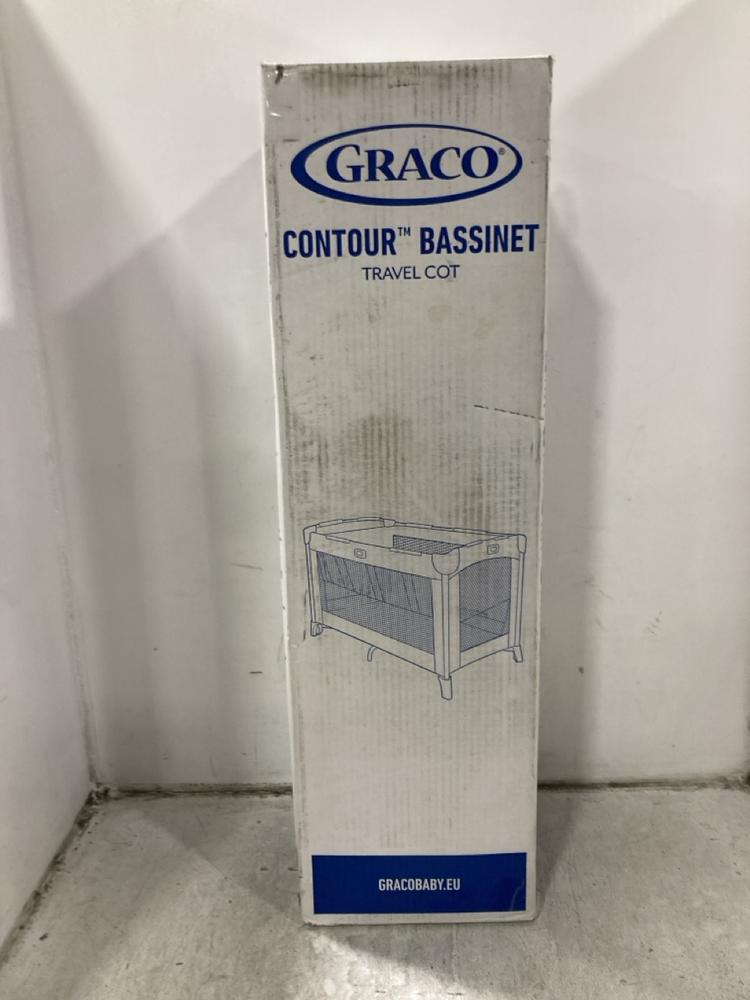 GRACO®
CONTOUR™ BASSINET
TRAVEL COT
GRACOBABY.EU